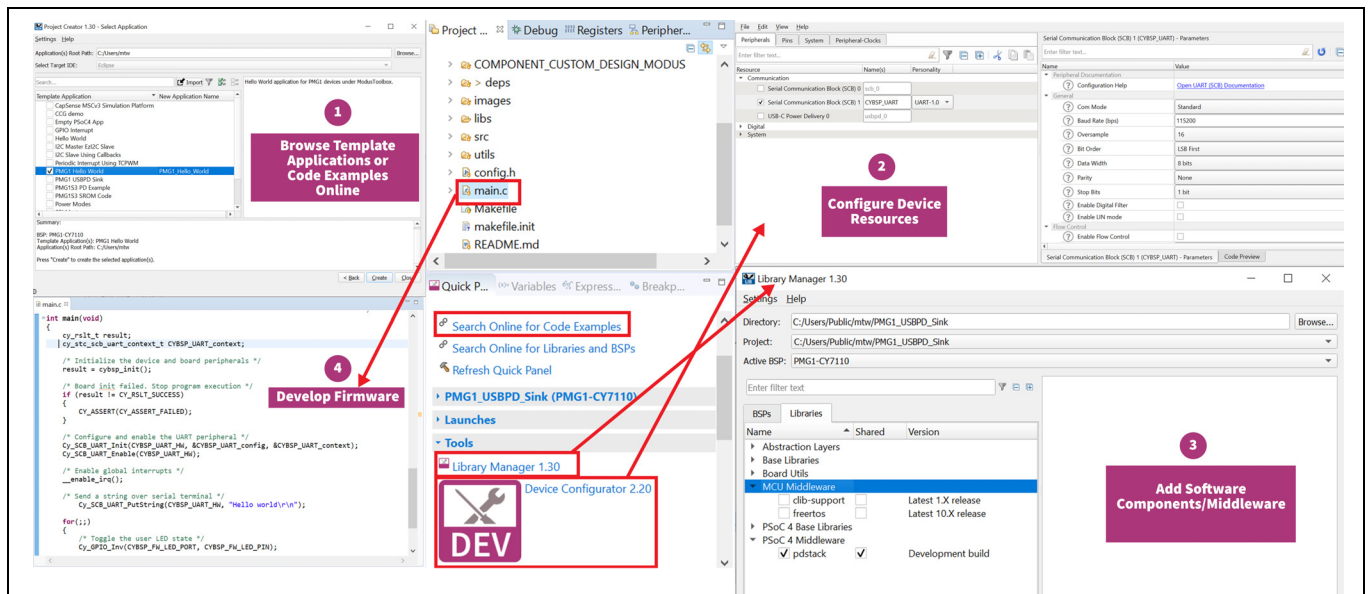 Project Creator 1.30 - Select Application
Settings Help
Application(s) Root Path: C:/Users/mtw
Browse...
Select Target IDE: Eclipse
Search...
Import
Hello World application for PMG1 devices under ModusToolbox.
Template Application
New Application Name
CapSense MSCv3 Simulation Platform
CCG demo
Empty PSoC4 App
GPIO Interrupt
Hello World
I2C Master EzI2C Slave
I2C Slave Using Callbacks
Periodic Interrupt Using TCPWM
PMG1 Hello World PMG1_Hello_World
PMG1 USBPD Sink
PMG1S3 PD Example
PMG1S3 SROM Code
Power Modes
1
Browse Template
Applications or
Code Examples
Online
Summary:
BSP: PMG1-CY7110
Template Application(s): PMG1 Hello World
Application(s) Root Path: C:/Users/mtw
Press "Create" to create the selected application(s).
< Back Create Close
main.c
int main(void)
{
cy_rslt_t result;
cy_stc_scb_uart_context_t CYBSP_UART_context;
/* Initialize the device and board peripherals */
result = cybsp_init();
/* Board init failed. Stop program execution */
if (result != CY_RSLT_SUCCESS)
{
CY_ASSERT(CY_ASSERT_FAILED);
}
/* Configure and enable the UART peripheral */
Cy_SCB_UART_Init(CYBSP_UART_HW, &CYBSP_UART_config, &CYBSP_UART_context);
Cy_SCB_UART_Enable(CYBSP_UART_HW);
/* Enable global interrupts */
__enable_irq();
/* Send a string over serial terminal */
Cy_SCB_UART_PutString(CYBSP_UART_HW, "Hello world\r\n");
for(;;)
{
/* Toggle the user LED state */
Cy_GPIO_Inv(CYBSP_FW_LED_PORT, CYBSP_FW_LED_PIN);
4
Develop Firmware
Project ... Debug Registers Peripher...
COMPONENT_CUSTOM_DESIGN_MODUS
> deps
images
libs
src
utils
config.h
main.c
Makefile
makefile.init
README.md
Quick P... Variables Express... Breakp...
Search Online for Code Examples
Search Online for Libraries and BSPs
Refresh Quick Panel
PMG1_USBPD_Sink (PMG1-CY7110)
Launches
Tools
Library Manager 1.30
Device Configurator 2.20
DEV
File Edit View Help
Peripherals Pins System Peripheral-Clocks
Enter filter text...
Resource Name(s) Personality
Communication
Serial Communication Block (SCB) 0 scb_0
Serial Communication Block (SCB) 1 CYBSP_UART UART-1.0
USB-C Power Delivery 0 usbpd_0
Digital
System
2
Configure Device
Resources
Serial Communication Block (SCB) 1 (CYBSP_UART) - Parameters
Enter filter text...
Name Value
Peripheral Documentation
Configuration Help Open UART (SCB) Documentation
General
Com Mode Standard
Baud Rate (bps) 115200
Oversample 16
Bit Order LSB First
Data Width 8 bits
Parity None
Stop Bits 1 bit
Enable Digital Filter
Enable LIN mode
Flow Control
Enable Flow Control
Serial Communication Block (SCB) 1 (CYBSP_UART) - Parameters Code Preview
Library Manager 1.30
Settings Help
Directory: C:/Users/Public/mtw/PMG1_USBPD_Sink Browse...
Project: C:/Users/Public/mtw/PMG1_USBPD_Sink
Active BSP: PMG1-CY7110
Enter filter text
BSPs Libraries
Name Shared Version
Abstraction Layers
Base Libraries
Board Utils
MCU Middleware
clib-support Latest 1.X release
freertos Latest 10.X release
PSoC 4 Base Libraries
PSoC 4 Middleware
pdstack Development build
3
Add Software
Components/Middleware